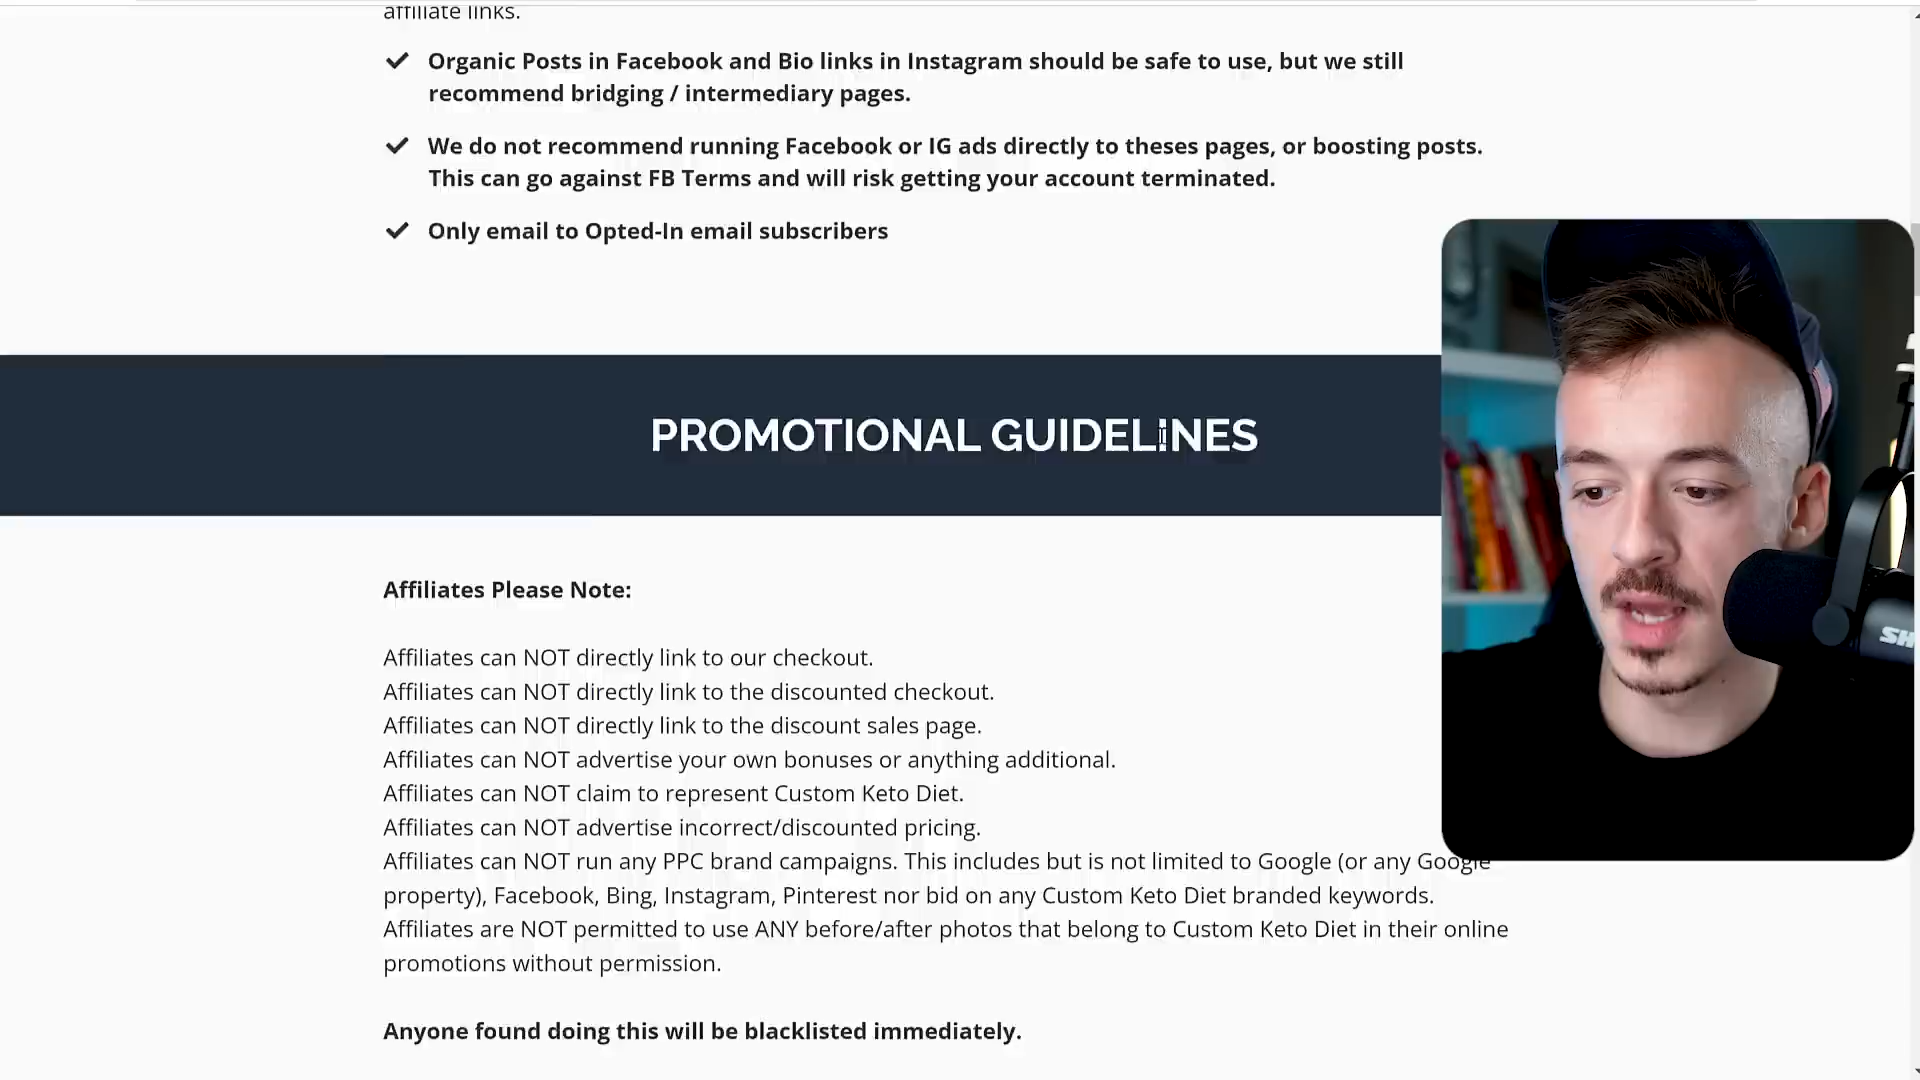 affiliate links.
Organic Posts in Facebook and Bio links in Instagram should be safe to use, but we still
recommend bridging / intermediary pages.
We do not recommend running Facebook or IG ads directly to theses pages, or boosting posts.
This can go against FB Terms and will risk getting your account terminated.
Only email to Opted-In email subscribers
PROMOTIONAL GUIDELINES
Affiliates Please Note:
Affiliates can NOT directly link to our checkout.
Affiliates can NOT directly link to the discounted checkout.
Affiliates can NOT directly link to the discount sales page.
Affiliates can NOT advertise your own bonuses or anything additional.
Affiliates can NOT claim to represent Custom Keto Diet.
Affiliates can NOT advertise incorrect/discounted pricing.
Affiliates can NOT run any PPC brand campaigns. This includes but is not limited to Google (or any Google
property), Facebook, Bing, Instagram, Pinterest nor bid on any Custom Keto Diet branded keywords.
Affiliates are NOT permitted to use ANY before/after photos that belong to Custom Keto Diet in their online
promotions without permission.
Anyone found doing this will be blacklisted immediately.
SH